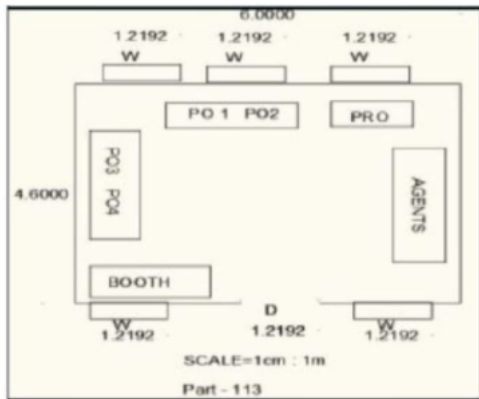 6.0000
1.2192 1.2192 1.2192
W W W
PO 1 PO2 PRO
PO3 PO4
AGENTS
4.6000
BOOTH
D
W 1.2192 W
1.2192 1.2192
SCALE=1cm : 1m
Part - 113